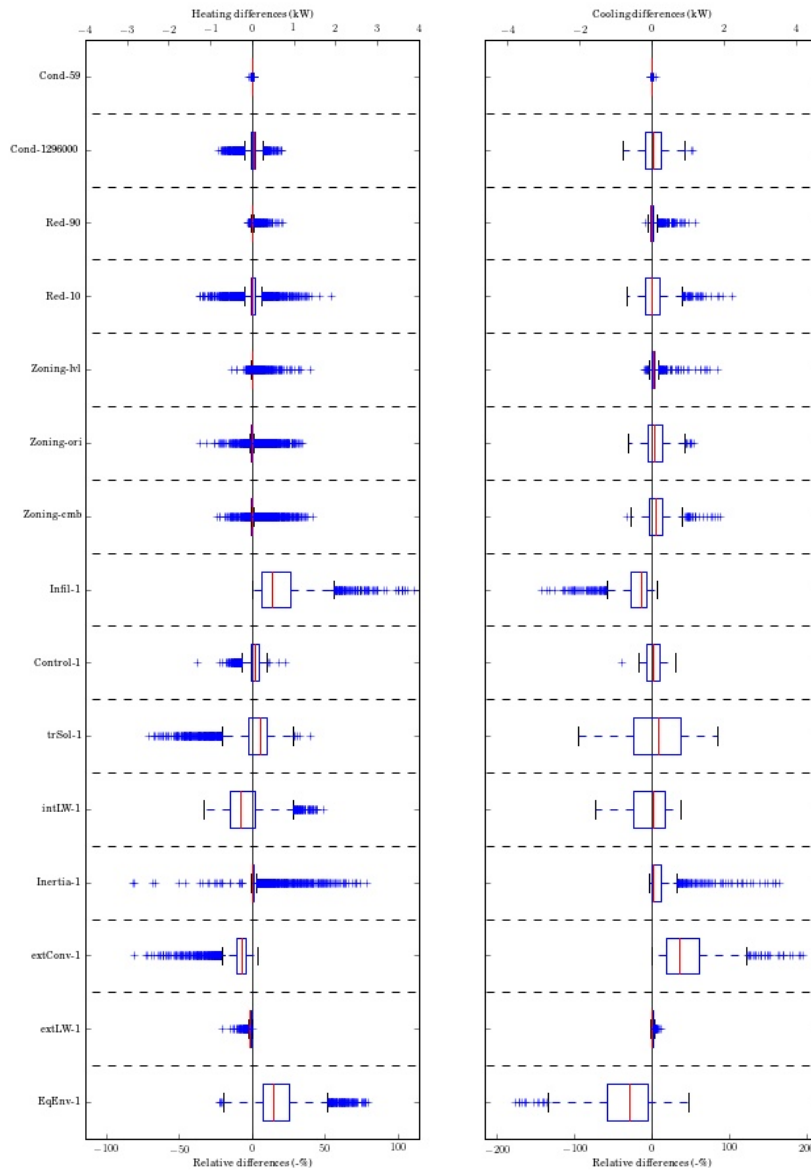 Heating differences (kW)
−4 −3 −1 0 1 2 3 4
Cooling differences (kW)
−4 −2 0 2 4
Cond-59
Cond-1296000
Red-90
Red-10
Zoning-lvl
Zoning-ori
Zoning-cmb
Infil-1
Control-1
trSol-1
intLW-1
Inertia-1
extConv-1
extLW-1
EqEnv-1
−100 −50 0 50 100
Relative differences (-%)
−200 −100 0 100 200
Relative differences (-%)